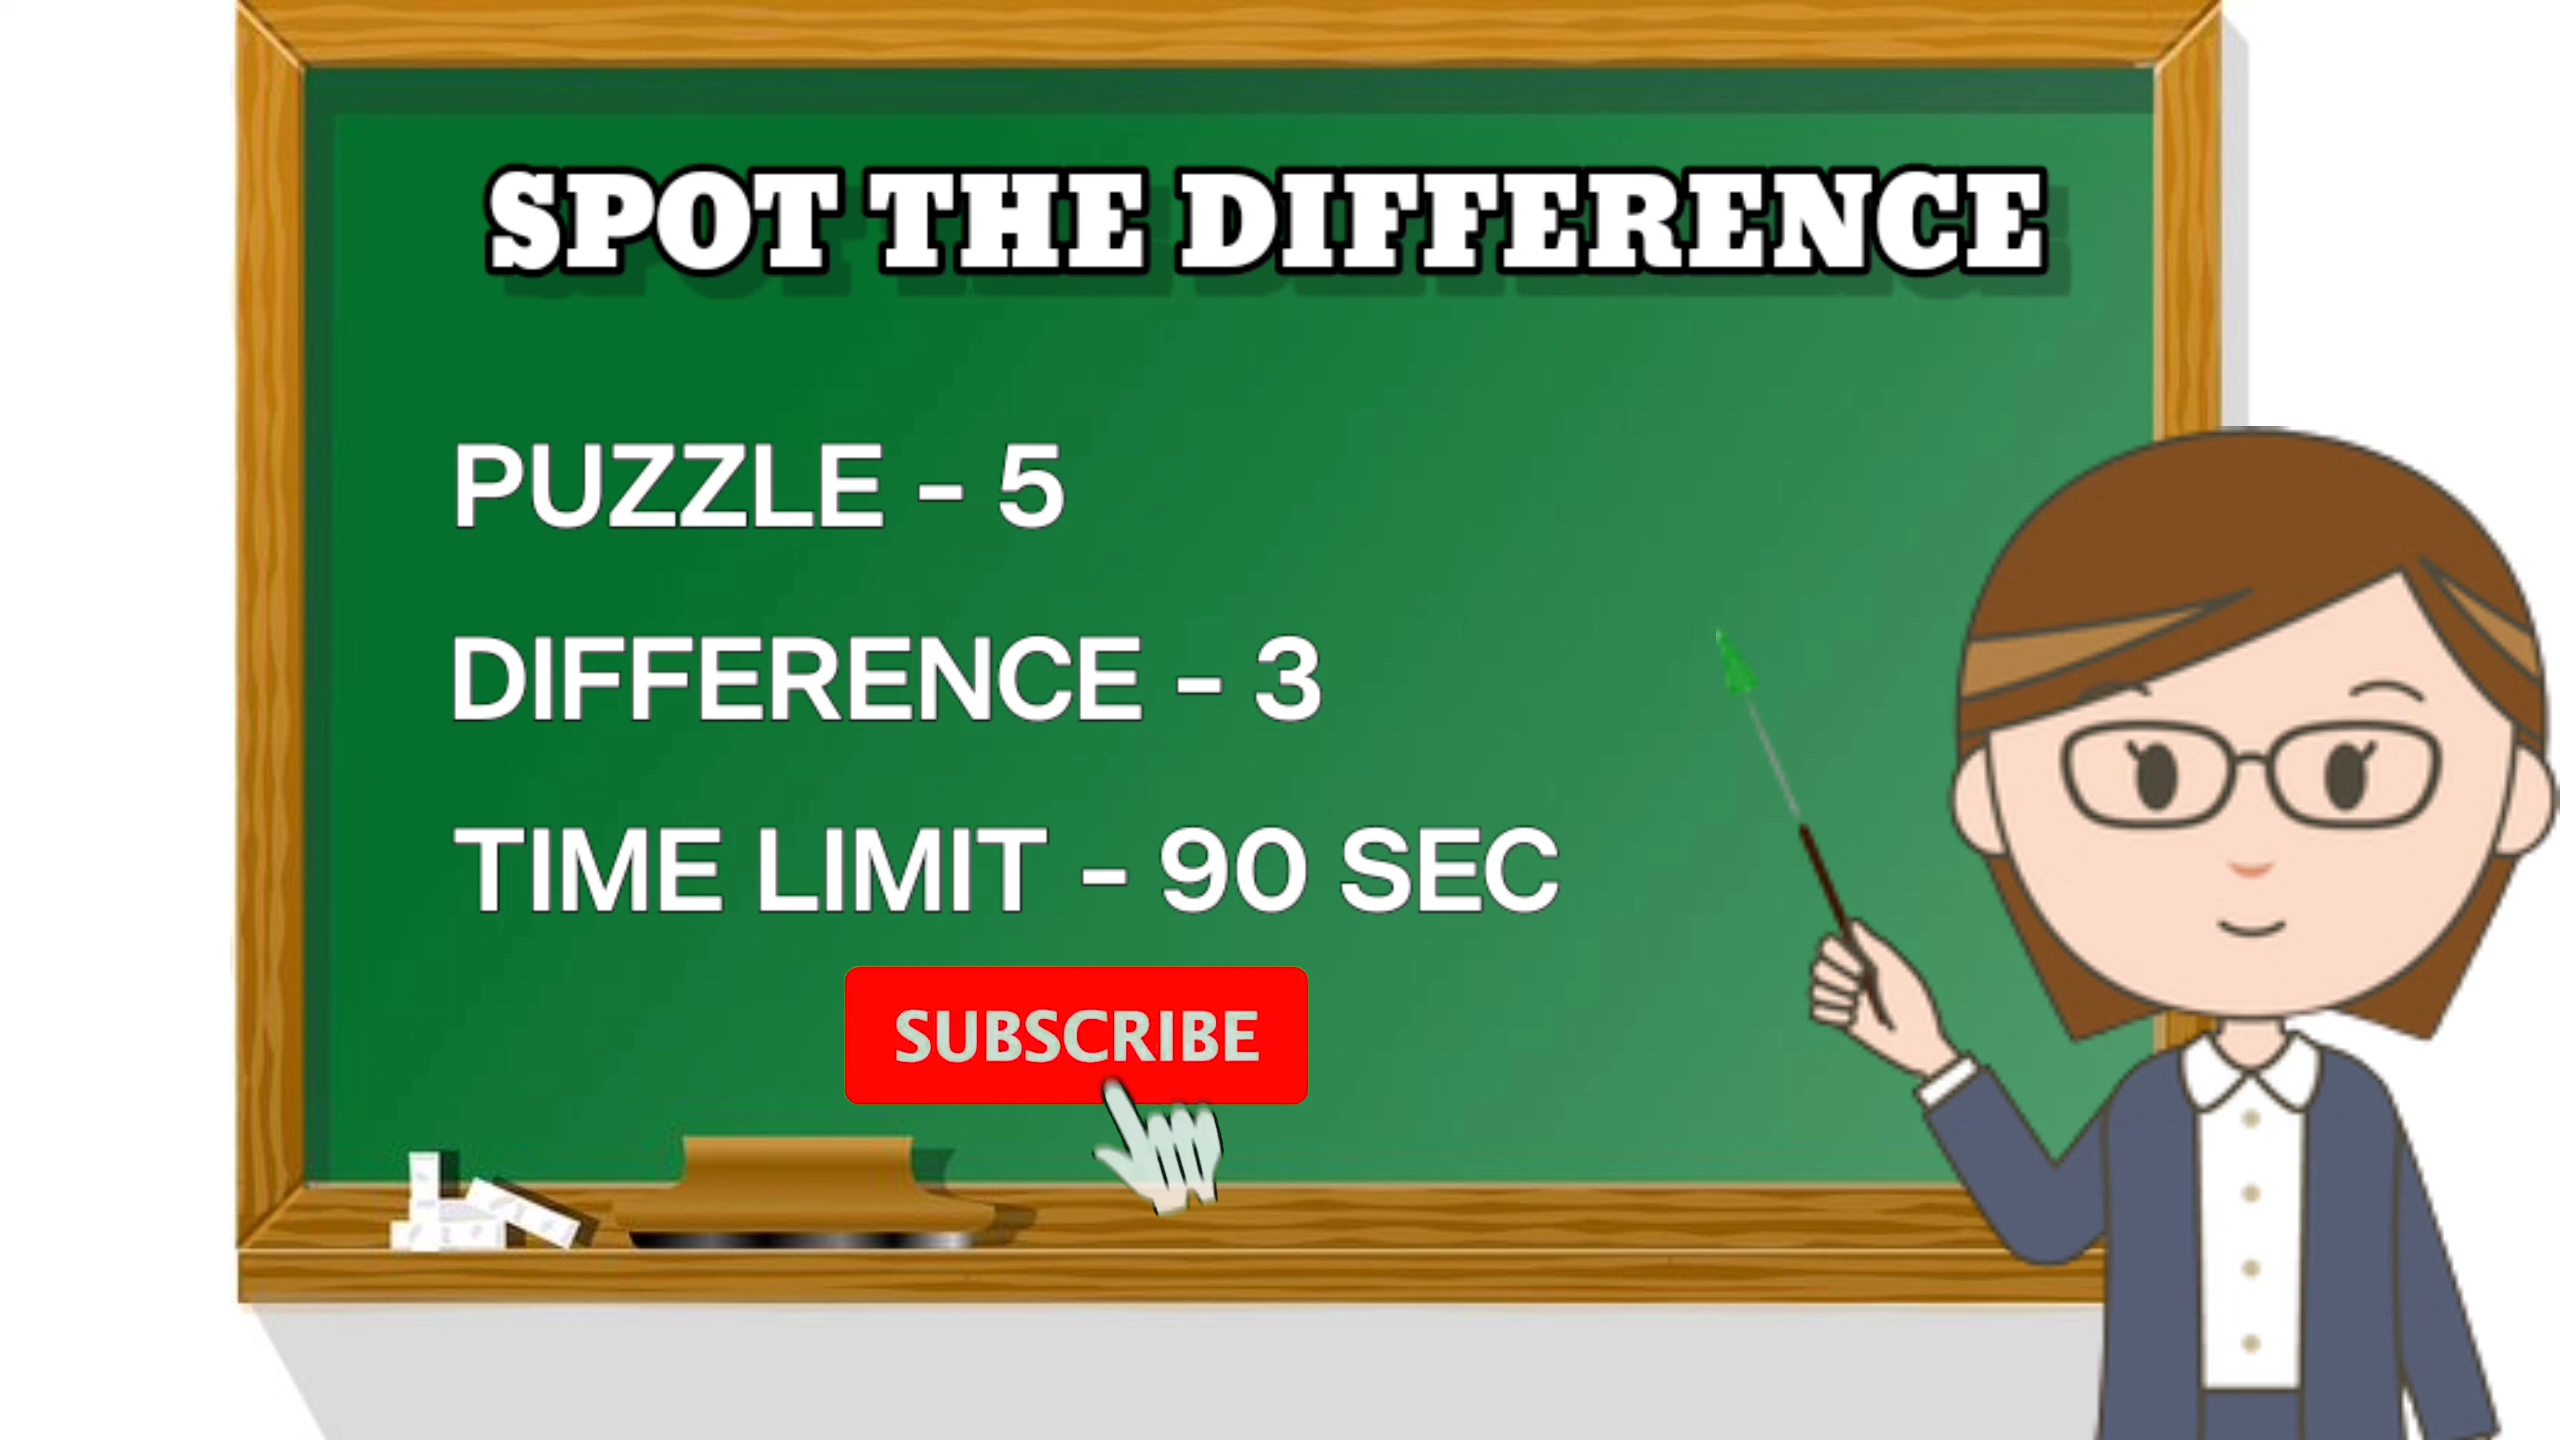 SPOT THE DIFFERENCE
PUZZLE - 5
DIFFERENCE - 3
TIME LIMIT - 90 SEC
SUBSCRIBE